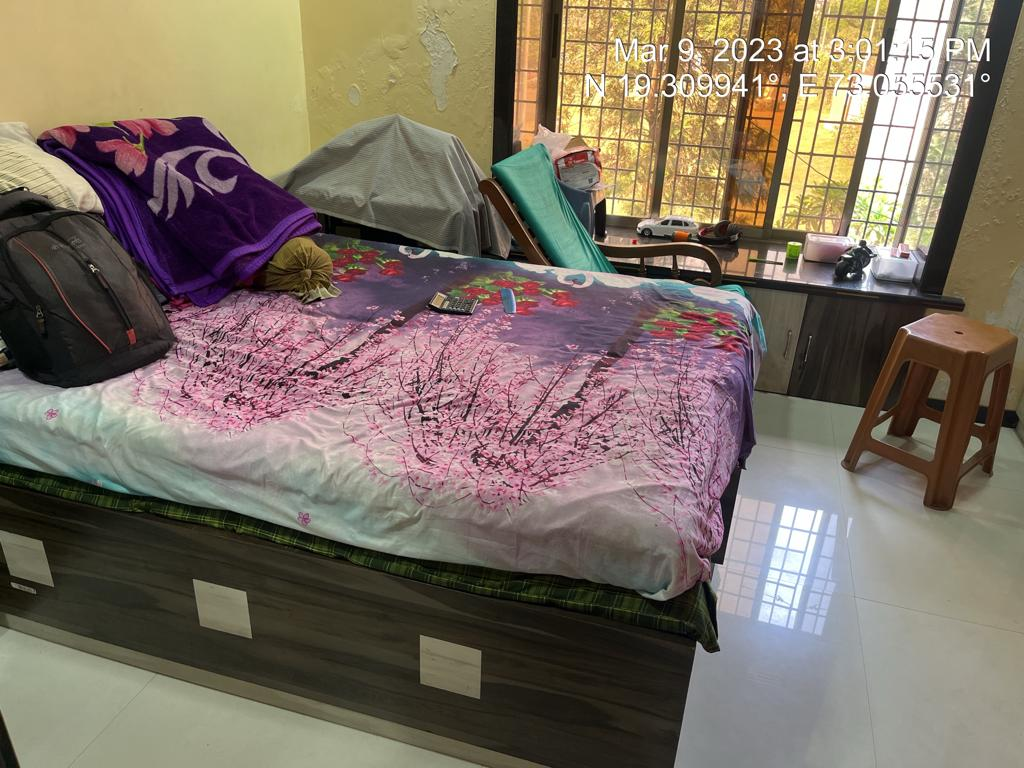 Mar 9, 2023 at 3:01:15 PM
N 19.309941°, E 73.055531°